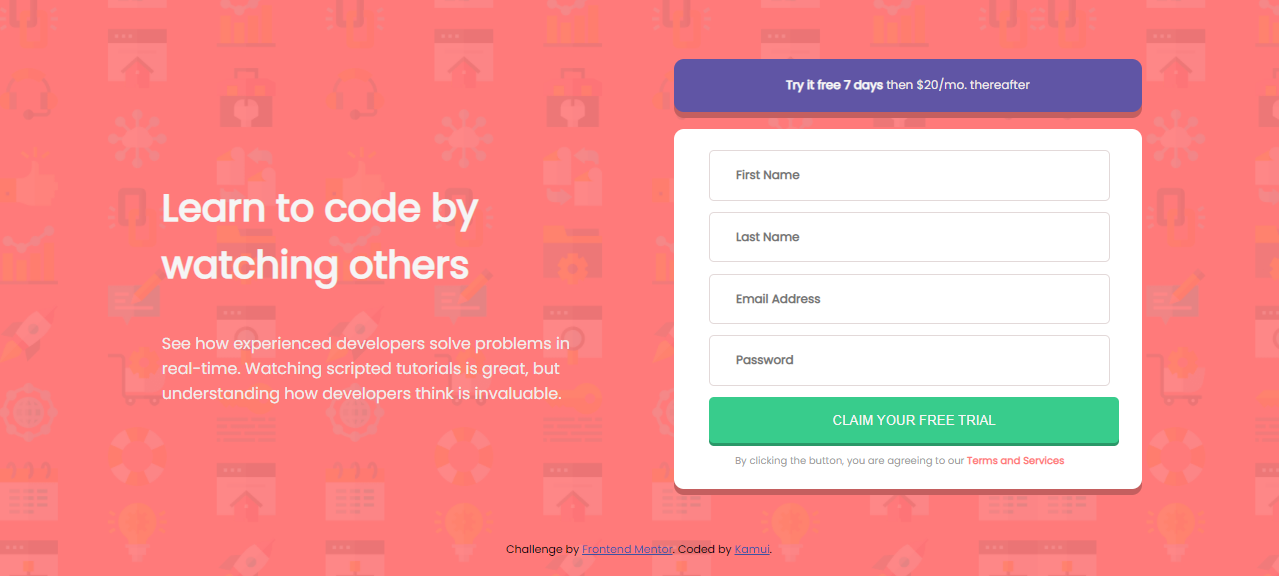 Learn to code by
watching others
See how experienced developers solve problems in
real-time. Watching scripted tutorials is great, but
understanding how developers think is invaluable.
Try it free 7 days then $20/mo. thereafter
First Name
Last Name
Email Address
Password
CLAIM YOUR FREE TRIAL
By clicking the button, you are agreeing to our Terms and Services
Challenge by Frontend Mentor. Coded by Kamui.